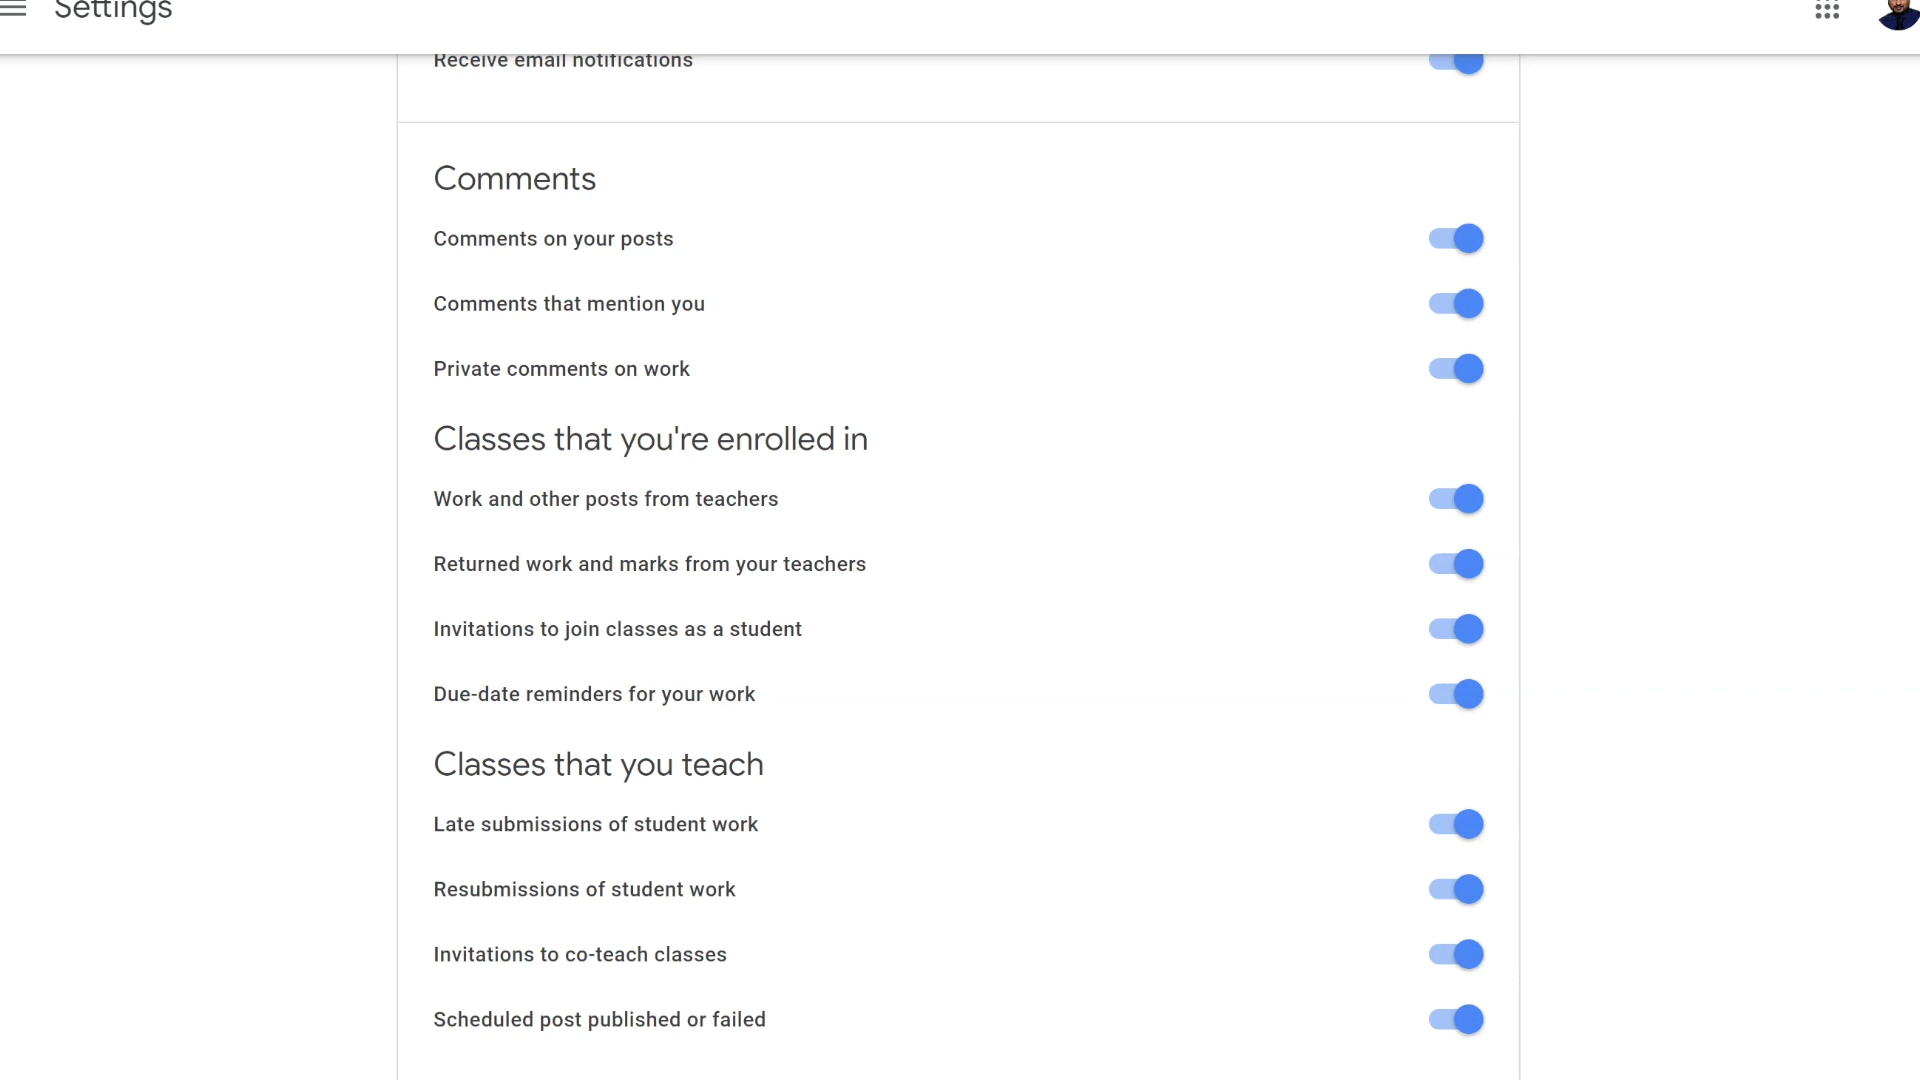 Settings
Receive email notifications
Comments
Comments on your posts
Comments that mention you
Private comments on work
Classes that you're enrolled in
Work and other posts from teachers
Returned work and marks from your teachers
Invitations to join classes as a student
Due-date reminders for your work
Classes that you teach
Late submissions of student work
Resubmissions of student work
Invitations to co-teach classes
Scheduled post published or failed